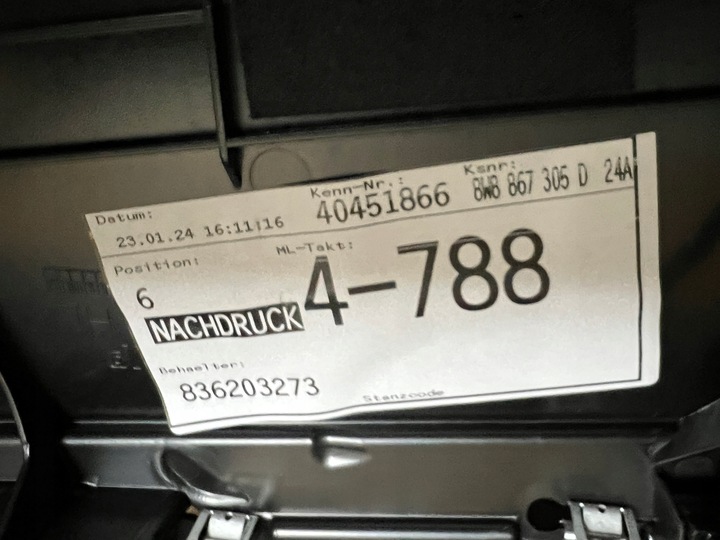 Datum:
23.01.24 16:11:16
Kenn-Nr.:
40451866
Ksnr:
8W8 867 305 D 24A
Position:
6
ML-Takt:
4-788
NACHDRUCK
Behaelter:
836203273
Stanzcode